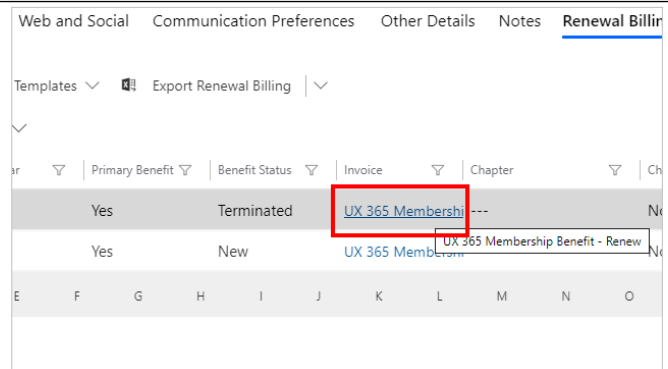 Web and Social Communication Preferences Other Details Notes Renewal Billin
Templates Export Renewal Billing
ar Primary Benefit Benefit Status Invoice Chapter Ch
Yes Terminated UX 365 Membershi --- No
UX 365 Membership Benefit - Renew
Yes New UX 365 Membershi No
E F G H I J K L M N O